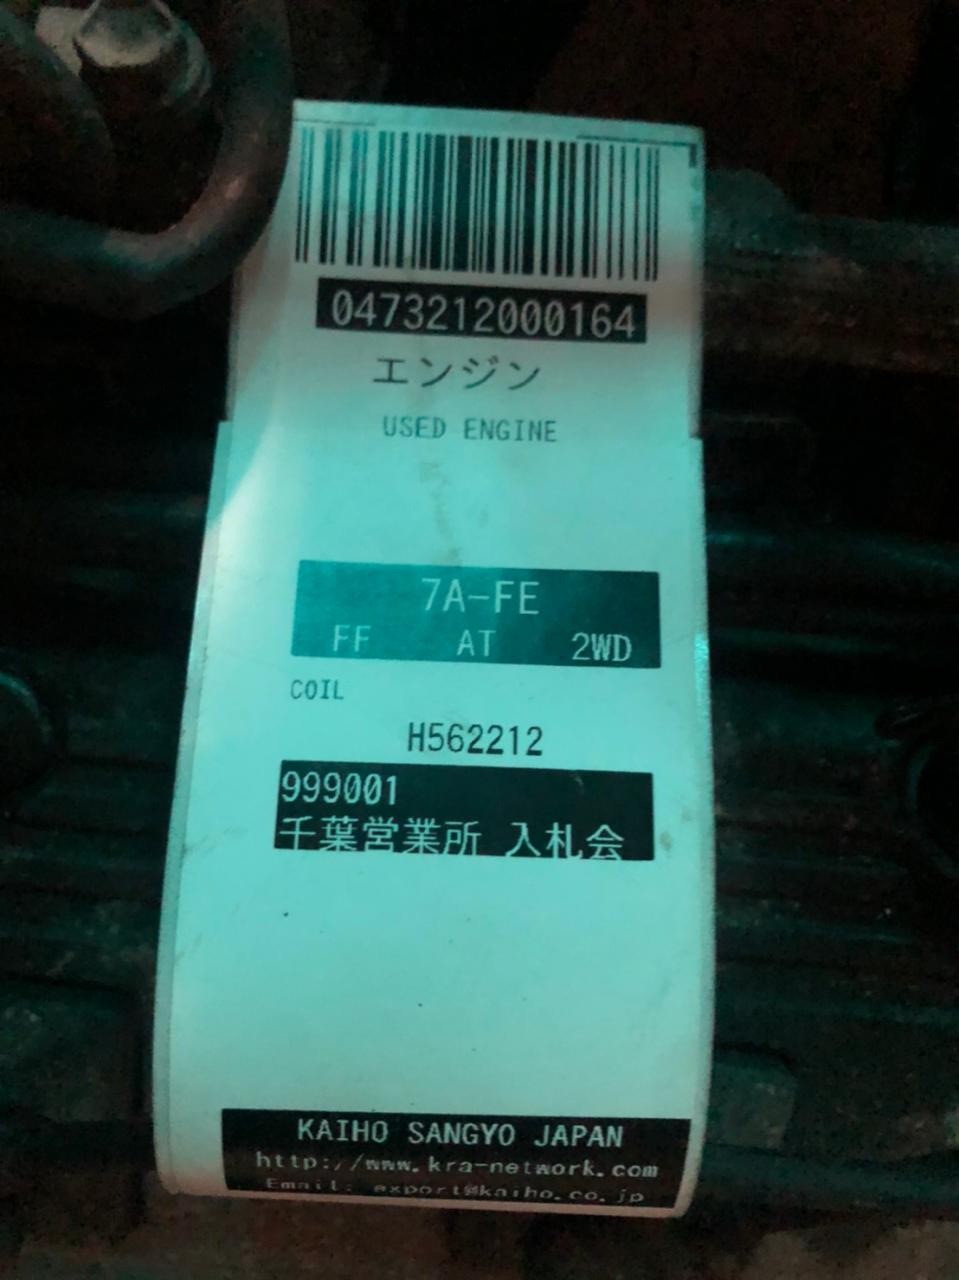 0473212000164
エンジン
USED ENGINE
7A-FE
FF AT 2WD
COIL
H562212
999001
千葉営業所 入札会
KAIHO SANGYO JAPAN
http://www.kra-network.com
Email: export@kaiho.co.jp